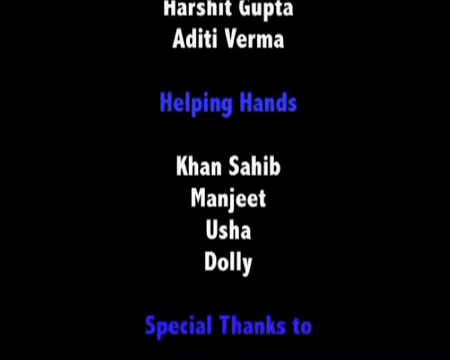 Harshit Gupta
Aditi Verma
Helping Hands
Khan Sahib
Manjeet
Usha
Dolly
Special Thanks to